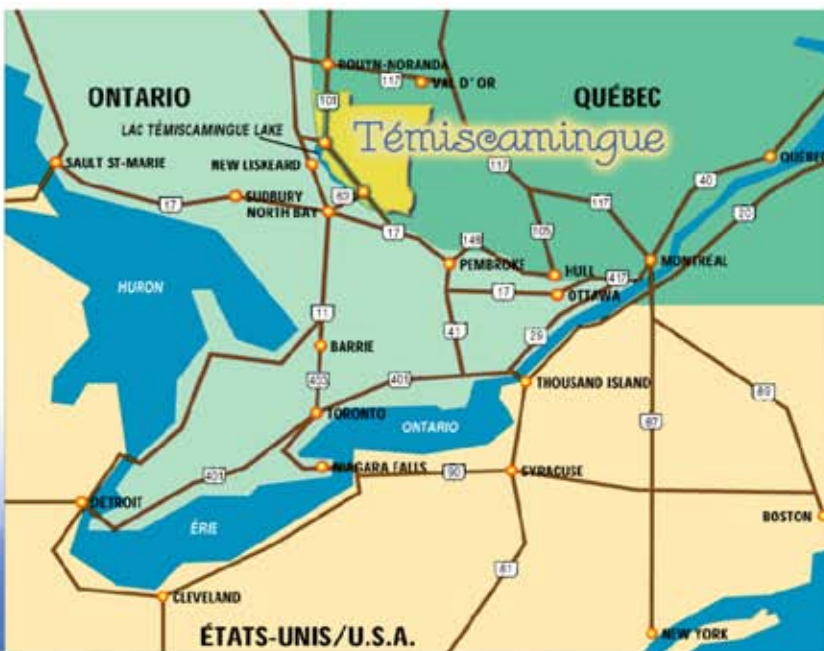 ROUYN-NORANDA
117
VAL D'OR
ONTARIO
101
QUÉBEC
LAC TÉMISCAMINGUE LAKE
Témiscamingue
SAULT ST-MARIE
NEW LISKEARD
117
QUÉBEC
40
63
SUDBURY
117
17
NORTH BAY
20
17
105
148
PEMBROKE
HULL
417
MONTRÉAL
17
OTTAWA
HURON
11
41
29
BARRIE
401
THOUSAND ISLAND
87
89
TORONTO
ONTARIO
401
NIAGARA FALLS
90
SYRACUSE
DETROIT
ÉRIE
BOSTON
81
CLEVELAND
ÉTATS-UNIS/U.S.A.
NEW YORK